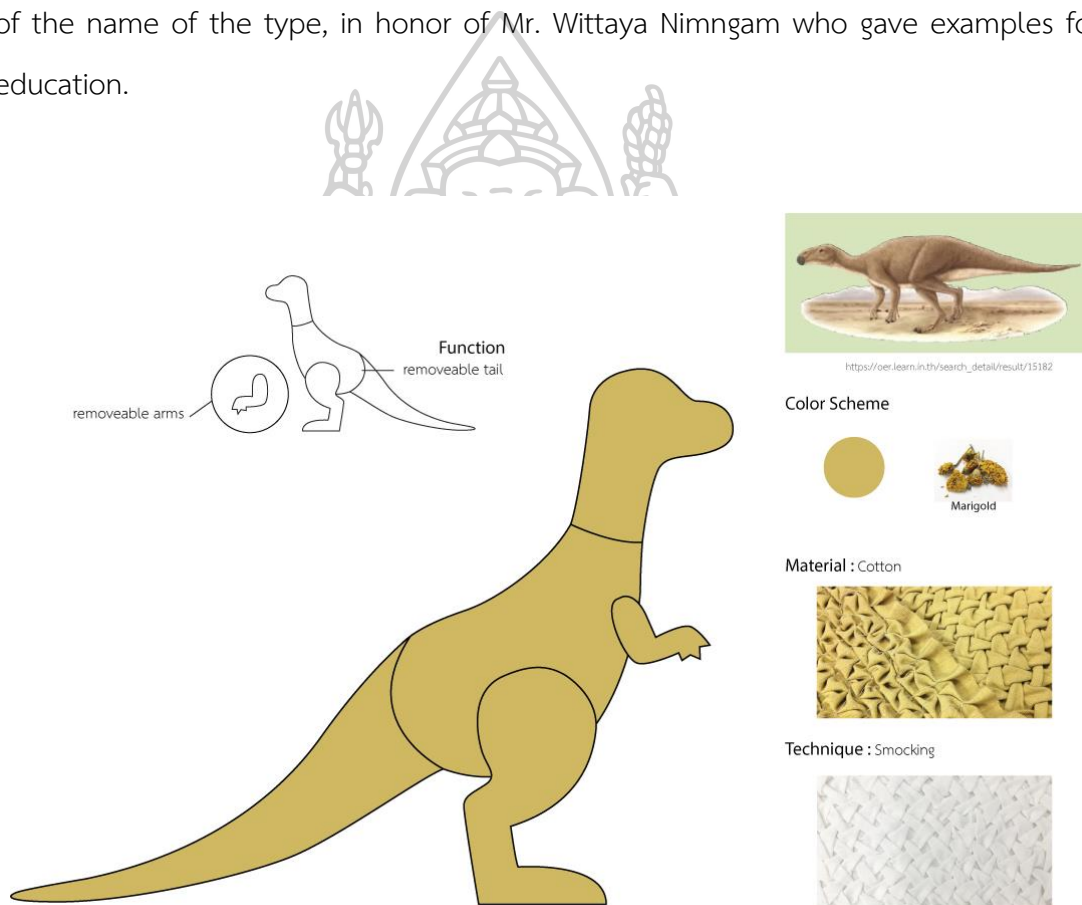 of the name of the type, in honor of Mr. Wittaya Nimngam who gave examples fo
education.
Function
removeable tail
removeable arms
https://oer.learn.in.th/search_detail/result/15182
Color Scheme
Marigold
Material : Cotton
Technique : Smocking